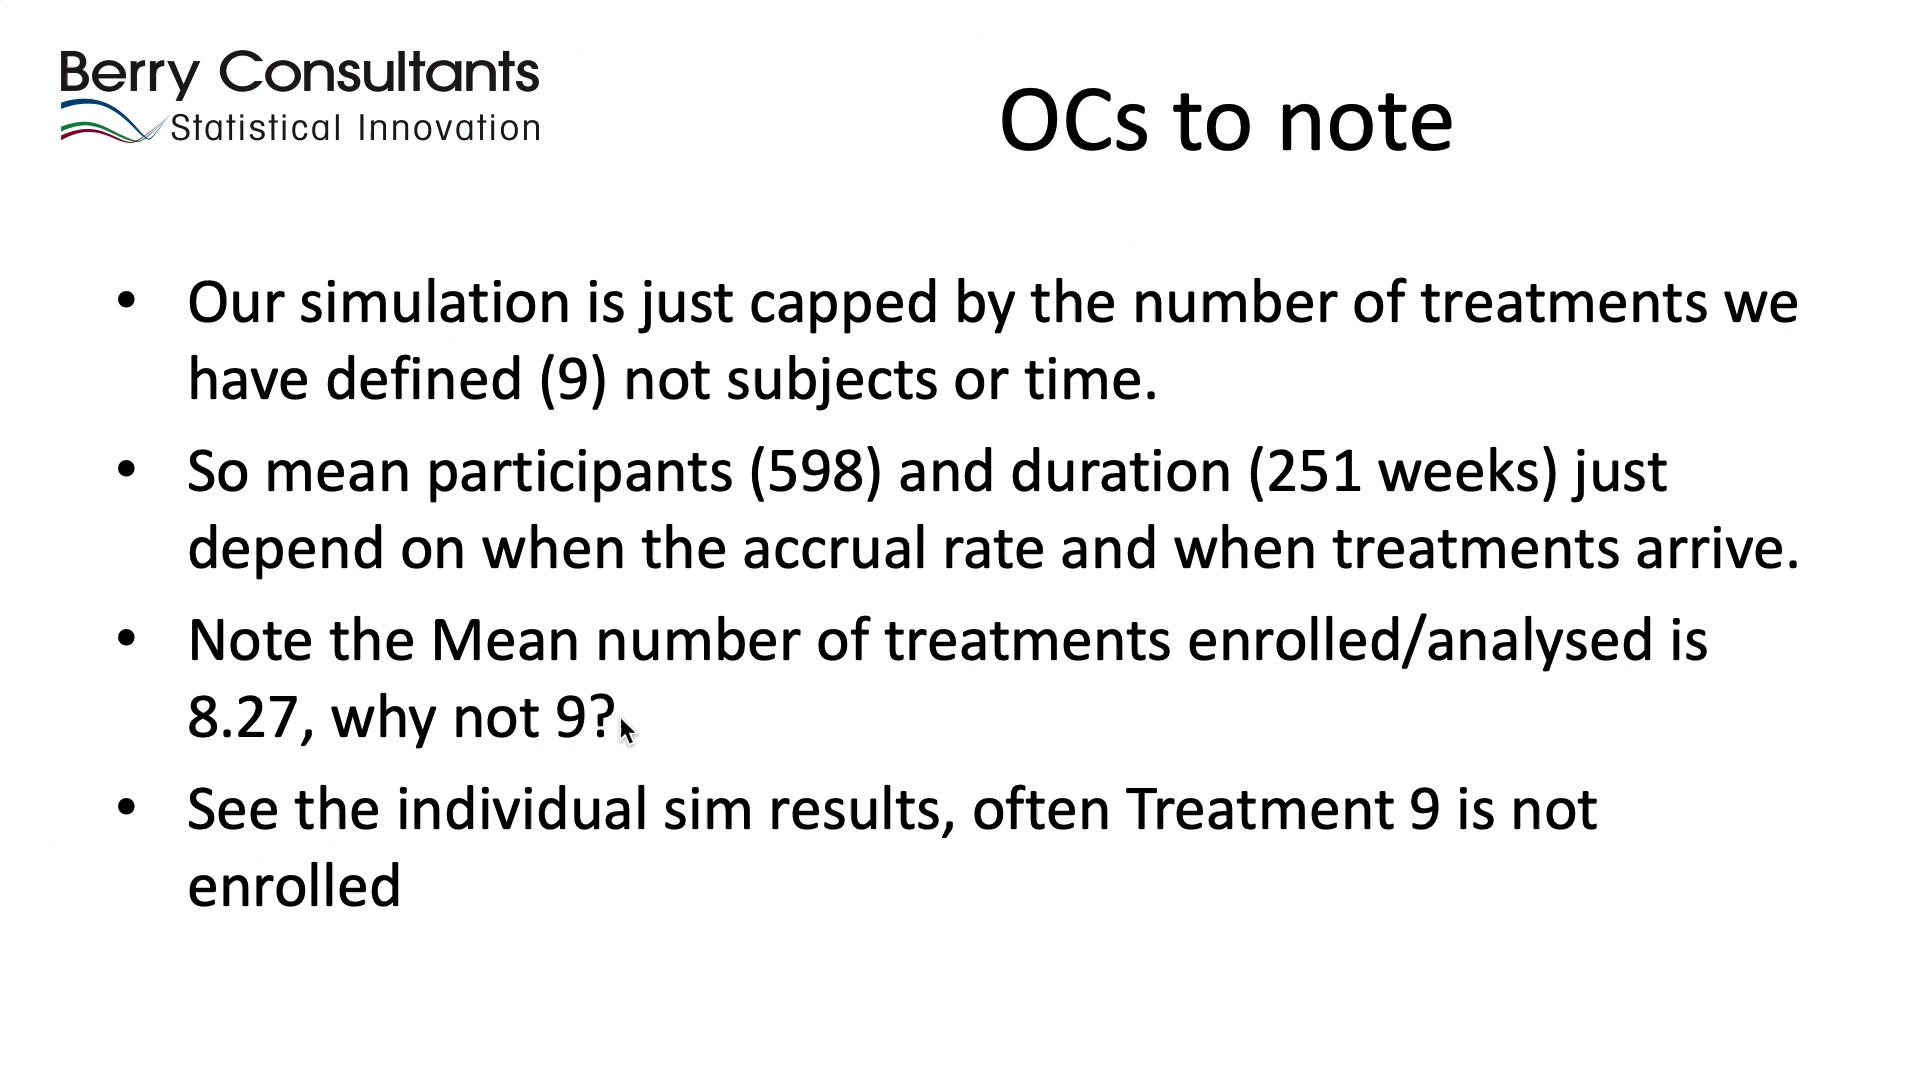 Berry Consultants
Statistical Innovation
OCs to note
• Our simulation is just capped by the number of treatments we
have defined (9) not subjects or time.
• So mean participants (598) and duration (251 weeks) just
depend on when the accrual rate and when treatments arrive.
• Note the Mean number of treatments enrolled/analysed is
8.27, why not 9?
• See the individual sim results, often Treatment 9 is not
enrolled